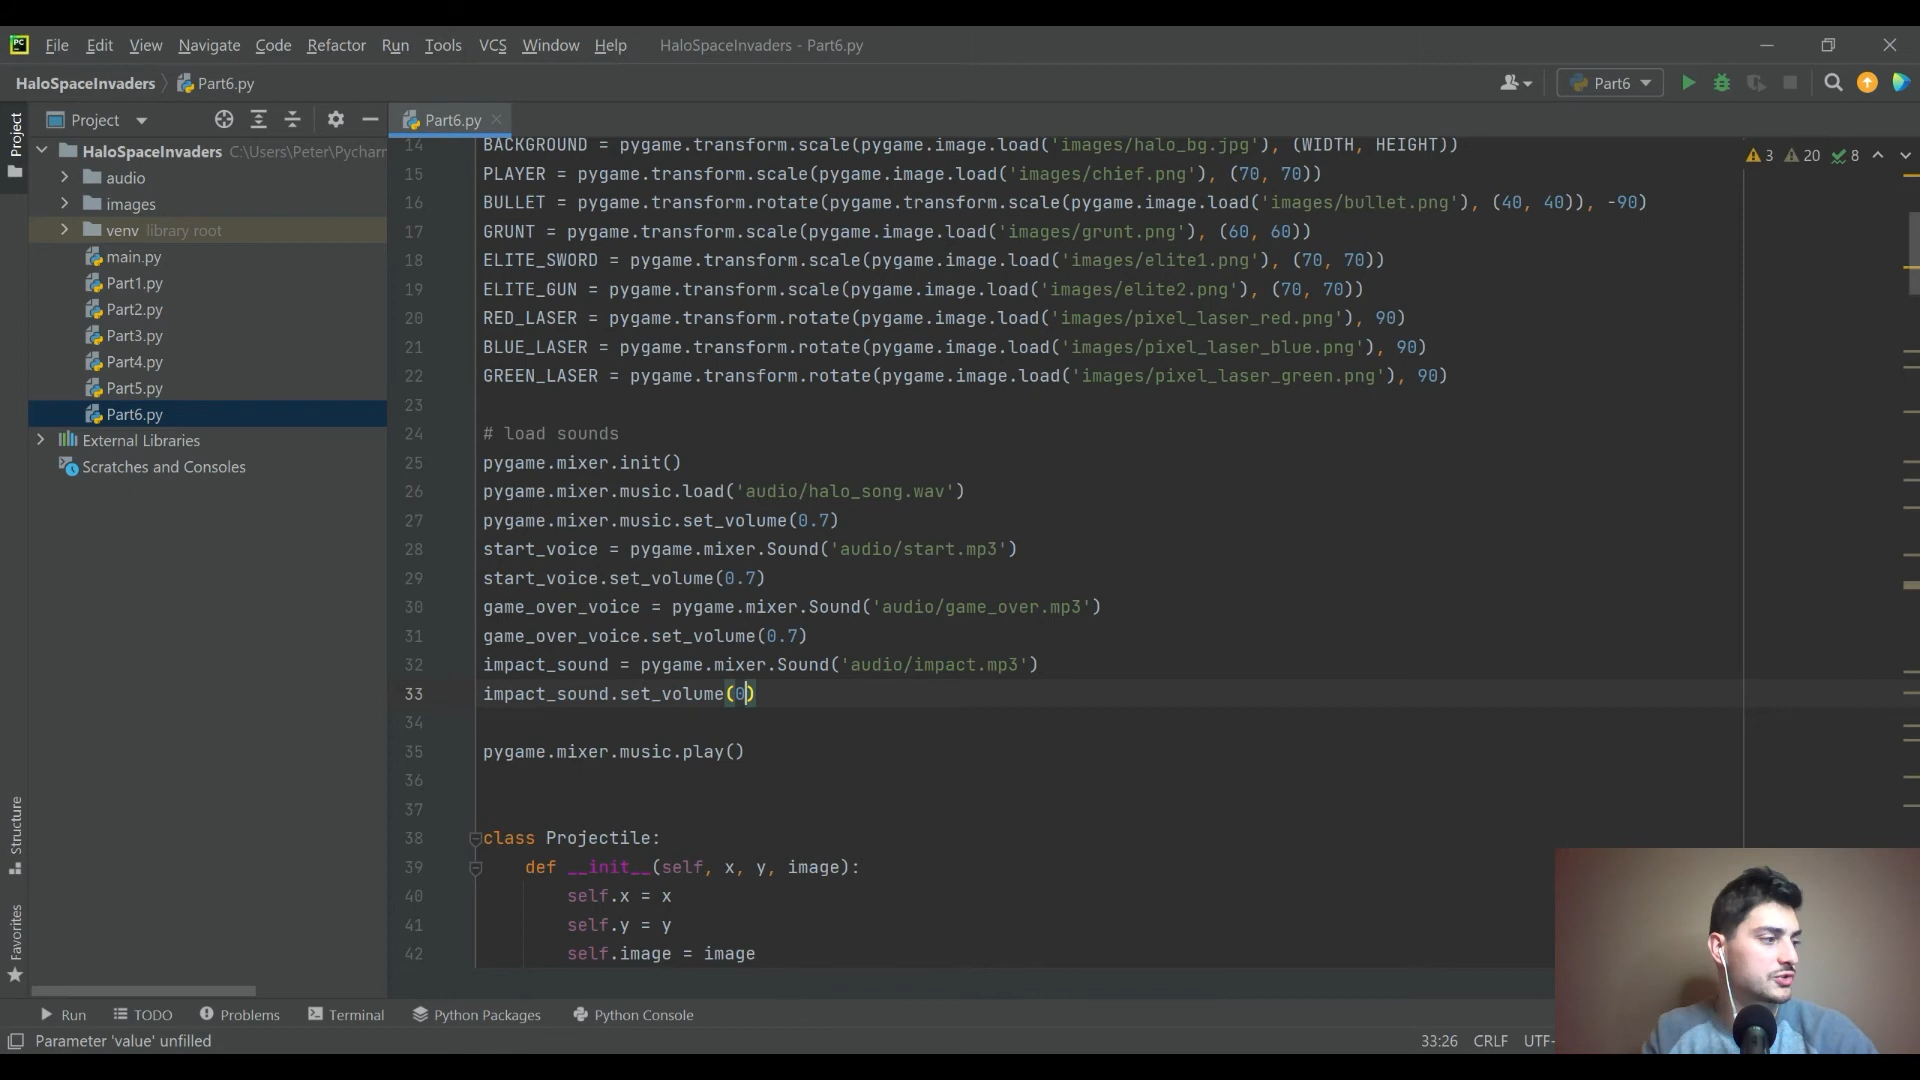 PC File Edit View Navigate Code Refactor Run Tools VCS Window Help HaloSpaceInvaders - Part6.py
HaloSpaceInvaders Part6.py Part6
Project
Project
Part6.py
HaloSpaceInvaders C:\Users\Peter\Pycharm
audio
images
venv library root
main.py
Part1.py
Part2.py
Part3.py
Part4.py
Part5.py
Part6.py
External Libraries
Scratches and Consoles
3 20 8
14 BACKGROUND = pygame.transform.scale(pygame.image.load('images/halo_bg.jpg'), (WIDTH, HEIGHT))
15 PLAYER = pygame.transform.scale(pygame.image.load('images/chief.png'), (70, 70))
16 BULLET = pygame.transform.rotate(pygame.transform.scale(pygame.image.load('images/bullet.png'), (40, 40)), -90)
17 GRUNT = pygame.transform.scale(pygame.image.load('images/grunt.png'), (60, 60))
18 ELITE_SWORD = pygame.transform.scale(pygame.image.load('images/elite1.png'), (70, 70))
19 ELITE_GUN = pygame.transform.scale(pygame.image.load('images/elite2.png'), (70, 70))
20 RED_LASER = pygame.transform.rotate(pygame.image.load('images/pixel_laser_red.png'), 90)
21 BLUE_LASER = pygame.transform.rotate(pygame.image.load('images/pixel_laser_blue.png'), 90)
22 GREEN_LASER = pygame.transform.rotate(pygame.image.load('images/pixel_laser_green.png'), 90)
23
24 # load sounds
25 pygame.mixer.init()
26 pygame.mixer.music.load('audio/halo_song.wav')
27 pygame.mixer.music.set_volume(0.7)
28 start_voice = pygame.mixer.Sound('audio/start.mp3')
29 start_voice.set_volume(0.7)
30 game_over_voice = pygame.mixer.Sound('audio/game_over.mp3')
31 game_over_voice.set_volume(0.7)
32 impact_sound = pygame.mixer.Sound('audio/impact.mp3')
33 impact_sound.set_volume(0)
34
35 pygame.mixer.music.play()
36
37
38 class Projectile:
39 def __init__(self, x, y, image):
40 self.x = x
41 self.y = y
42 self.image = image
Structure
Favorites
Run TODO Problems Terminal Python Packages Python Console
Parameter 'value' unfilled 33:26 CRLF UTF-